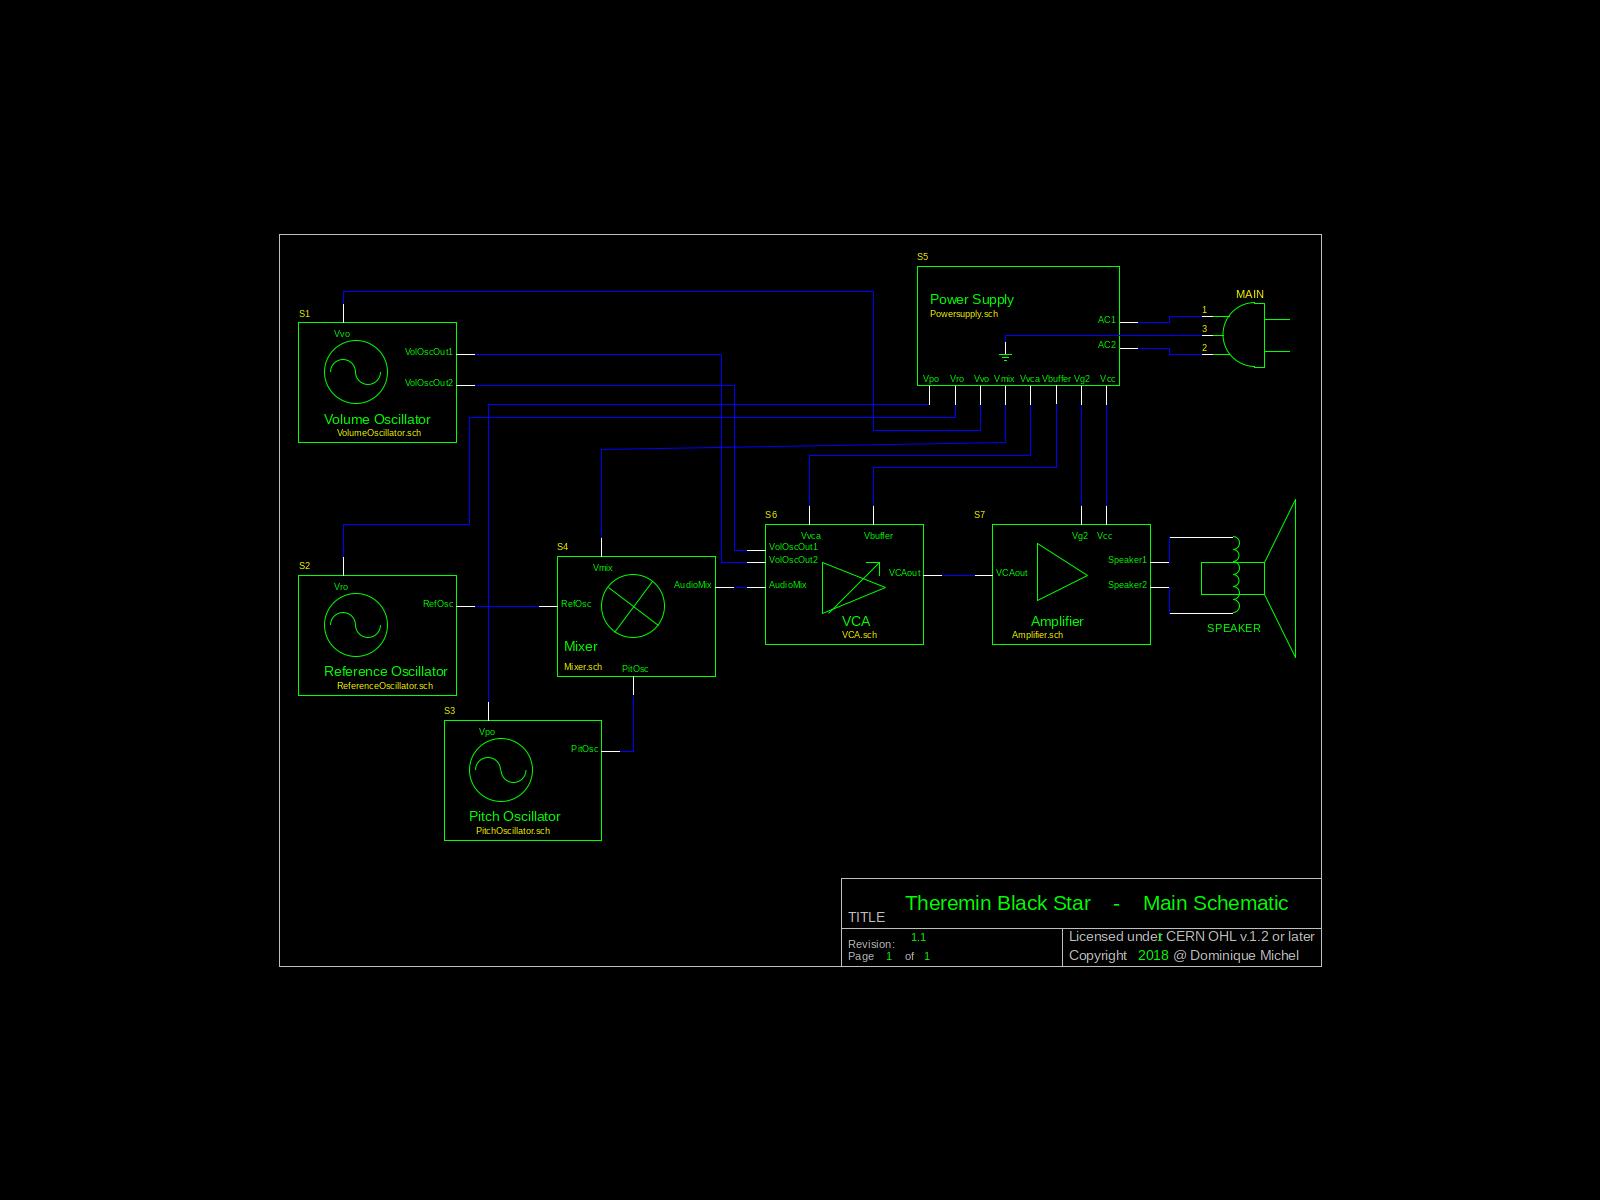 S5
Power Supply
Powersupply.sch
AC1
AC2
Vpo Vro Vvo Vmix Vvca Vbuffer Vg2 Vcc
MAIN
1
3
2
S1
Vvo
VolOscOut1
VolOscOut2
Volume Oscillator
VolumeOscillator.sch
S2
Vro
RefOsc
Reference Oscillator
ReferenceOscillator.sch
S4
Vmix
AudioMix
RefOsc
Mixer
Mixer.sch
PitOsc
S6
Vvca Vbuffer
VolOscOut1
VolOscOut2
AudioMix
VCAout
VCA
VCA.sch
S7
Vg2 Vcc
Speaker1
VCAout
Speaker2
Amplifier
Amplifier.sch
SPEAKER
S3
Vpo
PitOsc
Pitch Oscillator
PitchOscillator.sch
Theremin Black Star - Main Schematic
TITLE
1.1
Revision:
Page 1 of 1
Licensed under CERN OHL v.1.2 or later
Copyright 2018 @ Dominique Michel